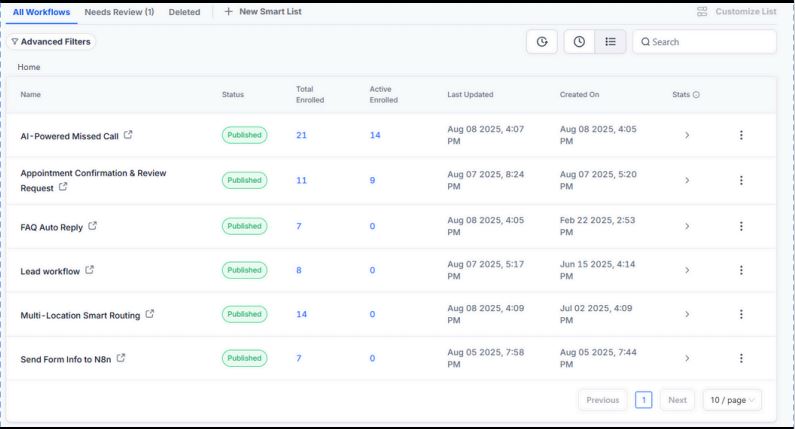 All Workflows Needs Review (1) Deleted + New Smart List Customize List
Advanced Filters Search
Home
Name Status Total Enrolled Active Enrolled Last Updated Created On Stats
AI-Powered Missed Call Published 21 14 Aug 08 2025, 4:07 PM Aug 08 2025, 4:05 PM
Appointment Confirmation & Review Request Published 11 9 Aug 07 2025, 8:24 PM Aug 07 2025, 5:20 PM
FAQ Auto Reply Published 7 0 Aug 08 2025, 4:05 PM Feb 22 2025, 2:53 PM
Lead workflow Published 8 0 Aug 07 2025, 5:17 PM Jun 15 2025, 4:14 PM
Multi-Location Smart Routing Published 14 0 Aug 08 2025, 4:09 PM Jul 02 2025, 4:09 PM
Send Form Info to N8n Published 7 0 Aug 05 2025, 7:58 PM Aug 05 2025, 7:44 PM
Previous 1 Next 10 / page